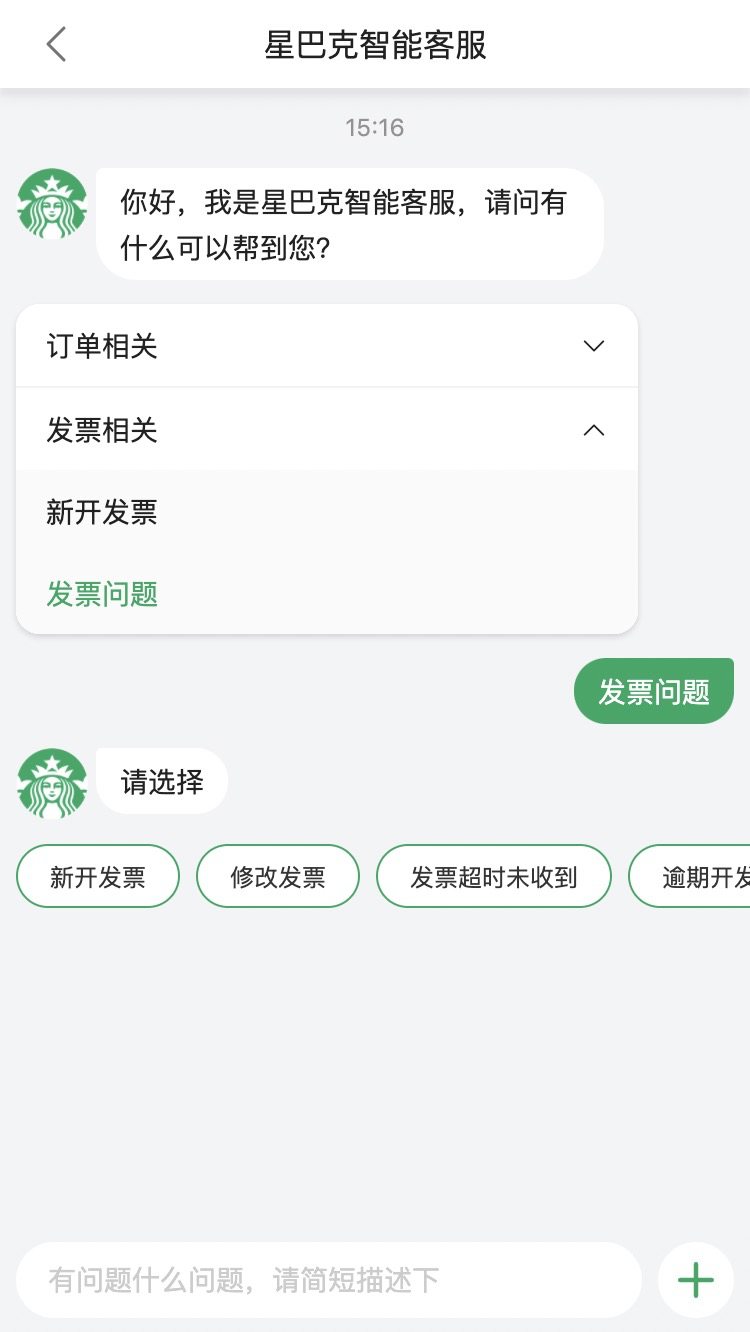 星巴克智能客服
15:16
你好，我是星巴克智能客服，请问有
什么可以帮到您?
订单相关
发票相关
新开发票
发票问题
发票问题
请选择
新开发票
修改发票
发票超时未收到
逾期开发
有问题什么问题，请简短描述下